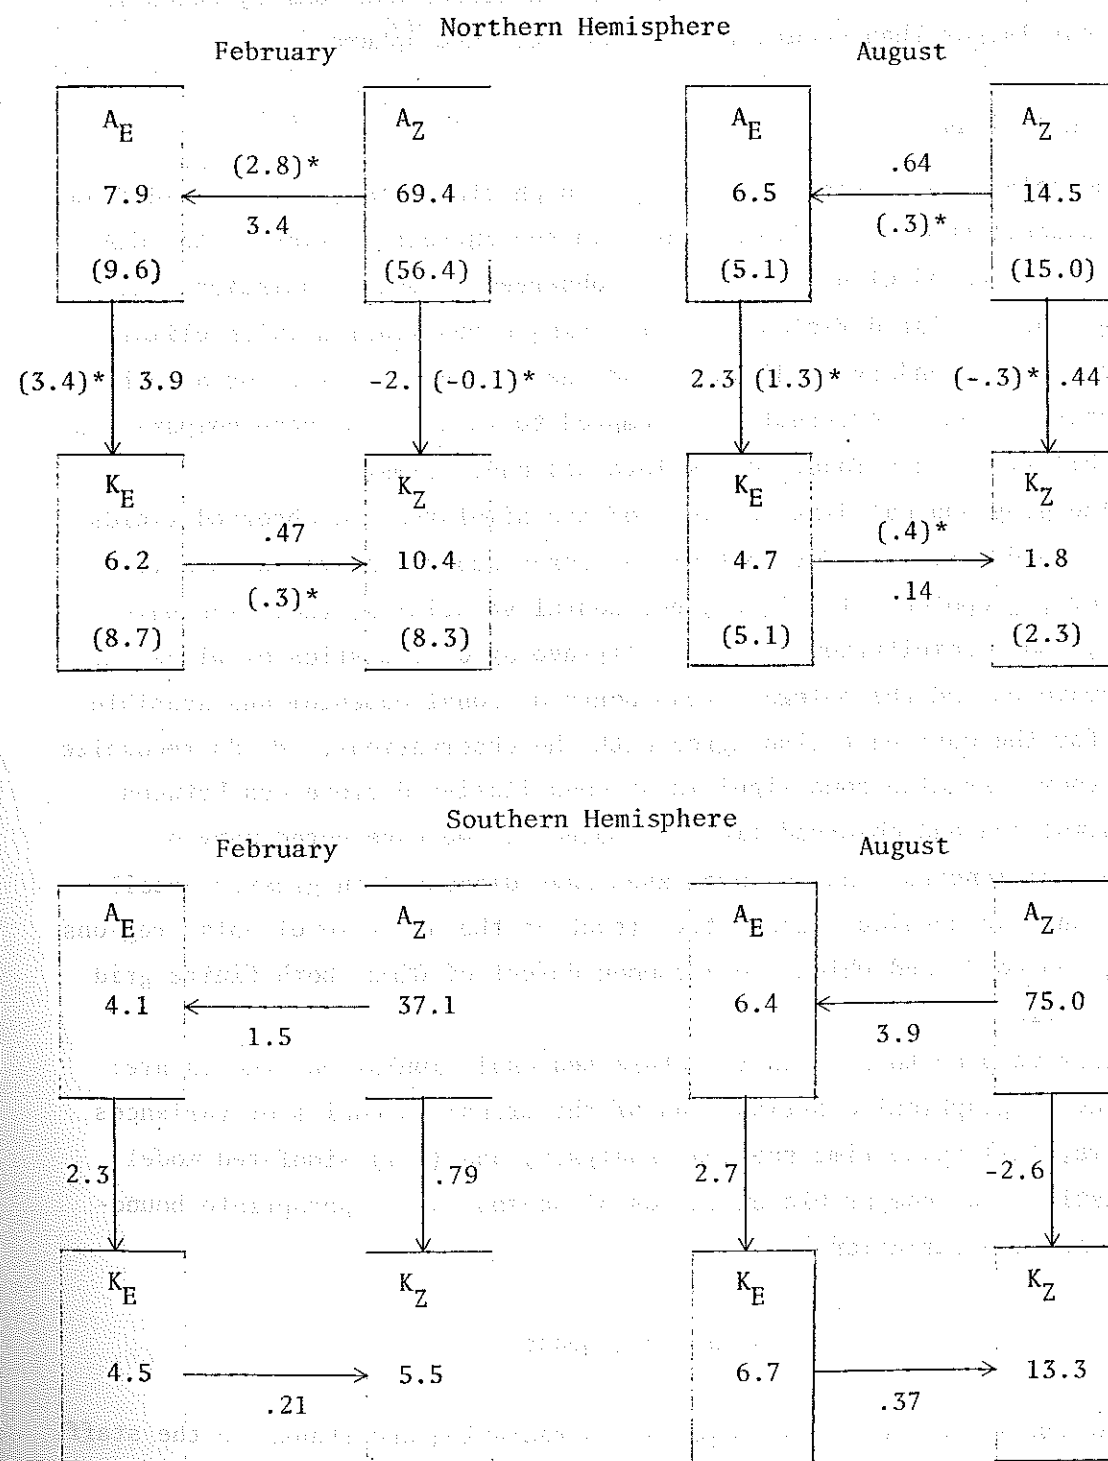 Northern Hemisphere
February August
A_E A_Z A_E A_Z
(2.8)* .64
7.9 69.4 6.5 14.5
3.4 (.3)*
(9.6) (56.4) (5.1) (15.0)
(3.4)* 3.9 -2. (-0.1)* 2.3 (1.3)* (-.3)* .44
K_E K_Z K_E K_Z
.47 (.4)*
6.2 10.4 4.7 1.8
(.3)* .14
(8.7) (8.3) (5.1) (2.3)
Southern Hemisphere
February August
A_E A_Z A_E A_Z
4.1 37.1 6.4 75.0
1.5 3.9
2.3 .79 2.7 -2.6
K_E K_Z K_E K_Z
4.5 5.5 6.7 13.3
.21 .37